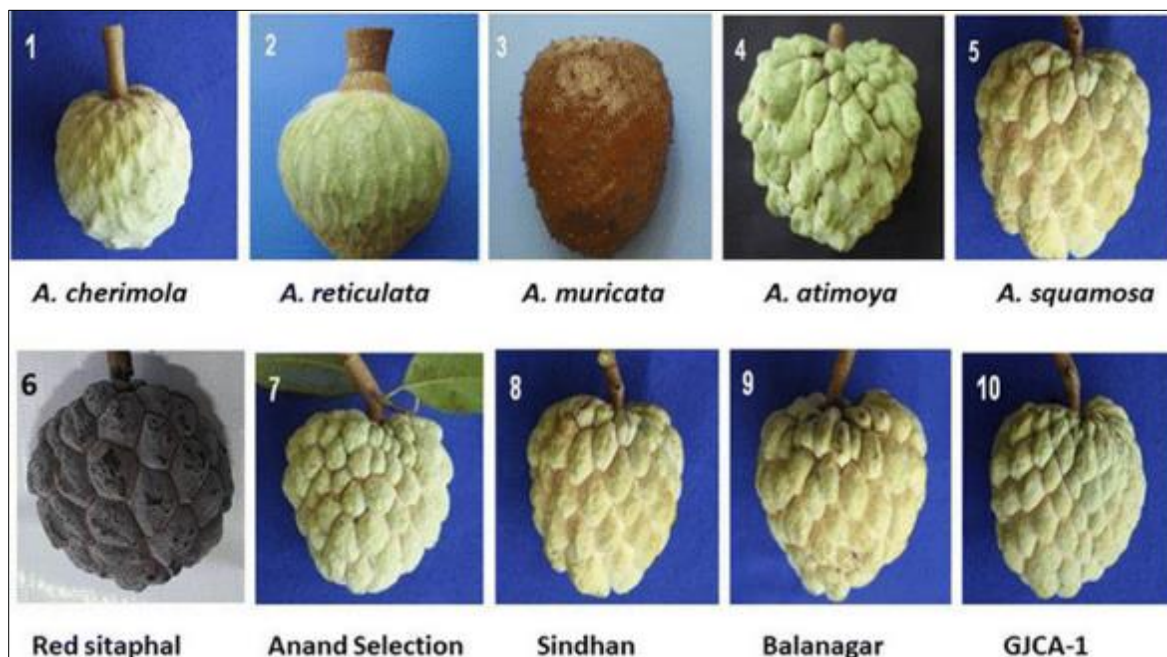 1 2 3 4 5
A. cherimola A. reticulata A. muricata A. atimoya A. squamosa
6 7 8 9 10
Red sitaphal Anand Selection Sindhan Balanagar GJCA-1